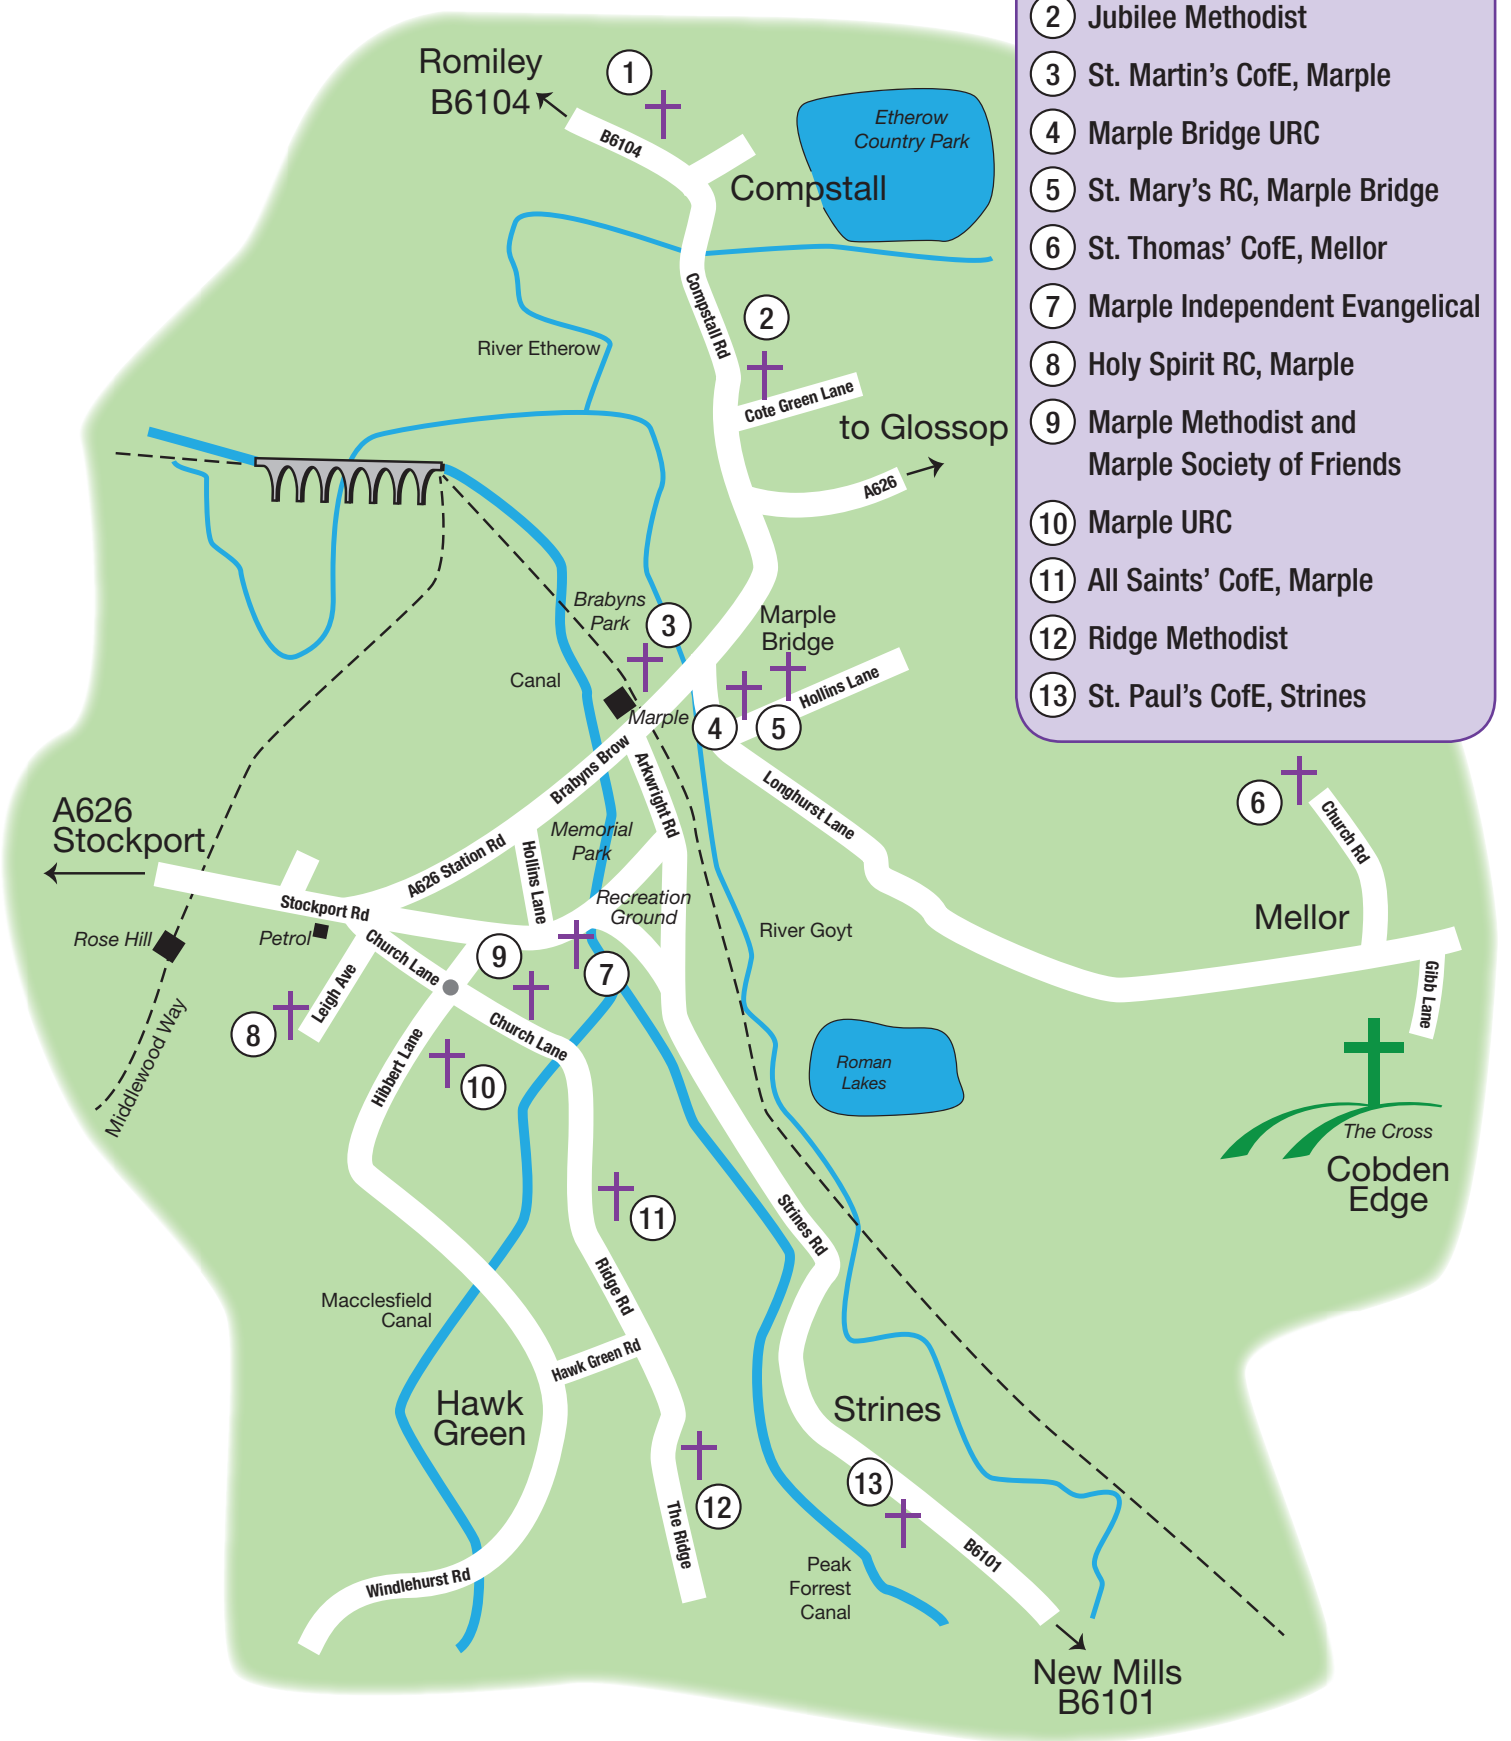 2 Jubilee Methodist
3 St. Martin's CofE, Marple
4 Marple Bridge URC
5 St. Mary's RC, Marple Bridge
6 St. Thomas' CofE, Mellor
7 Marple Independent Evangelical
8 Holy Spirit RC, Marple
9 Marple Methodist and
Marple Society of Friends
10 Marple URC
11 All Saints' CofE, Marple
12 Ridge Methodist
13 St. Paul's CofE, Strines
Romiley
B6104
1
B6104
Etherow
Country Park
Compstall
Compstall Rd
2
River Etherow
Cote Green Lane
to Glossop
A626
Brabyns
Park
3
Marple
Bridge
Canal
Hollins Lane
Marple
4
5
Brabyns Brow
Arkwright Rd
Longhurst Lane
6
Church Rd
A626
Stockport
Memorial
Park
A626 Station Rd
Hollins Lane
Recreation
Ground
Stockport Rd
Mellor
Rose Hill
Petrol
River Goyt
Church Lane
9
7
Gibb Lane
Leigh Ave
8
Church Lane
Middlewood Way
Hibbert Lane
10
Roman
Lakes
The Cross
Cobden
Edge
11
Strines Rd
Ridge Rd
Macclesfield
Canal
Hawk Green Rd
Hawk
Green
Strines
13
12
The Ridge
B6101
Windlehurst Rd
Peak
Forrest
Canal
New Mills
B6101